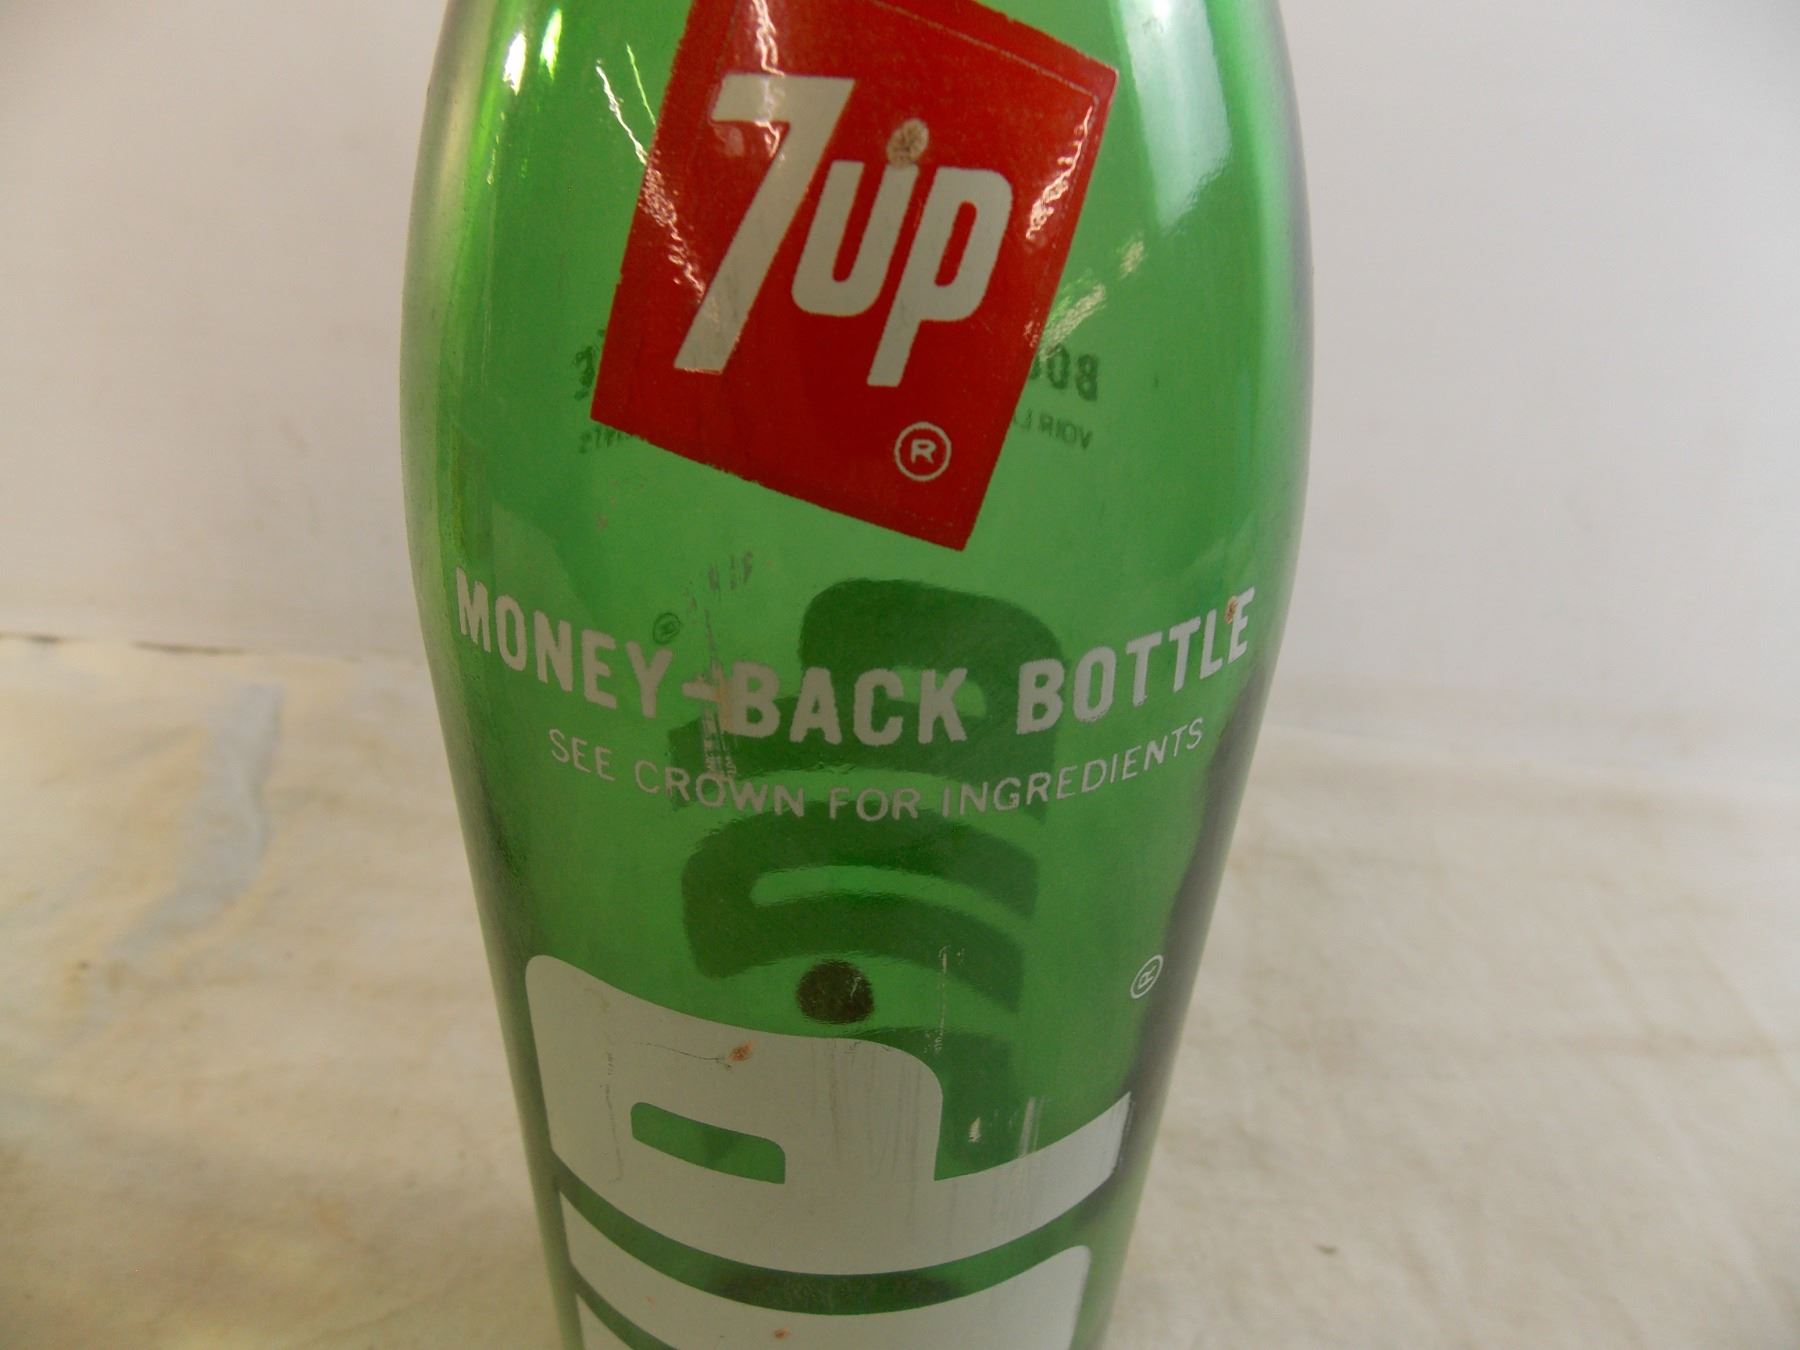 7up
®
MONEY-BACK BOTTLE
SEE CROWN FOR INGREDIENTS
®